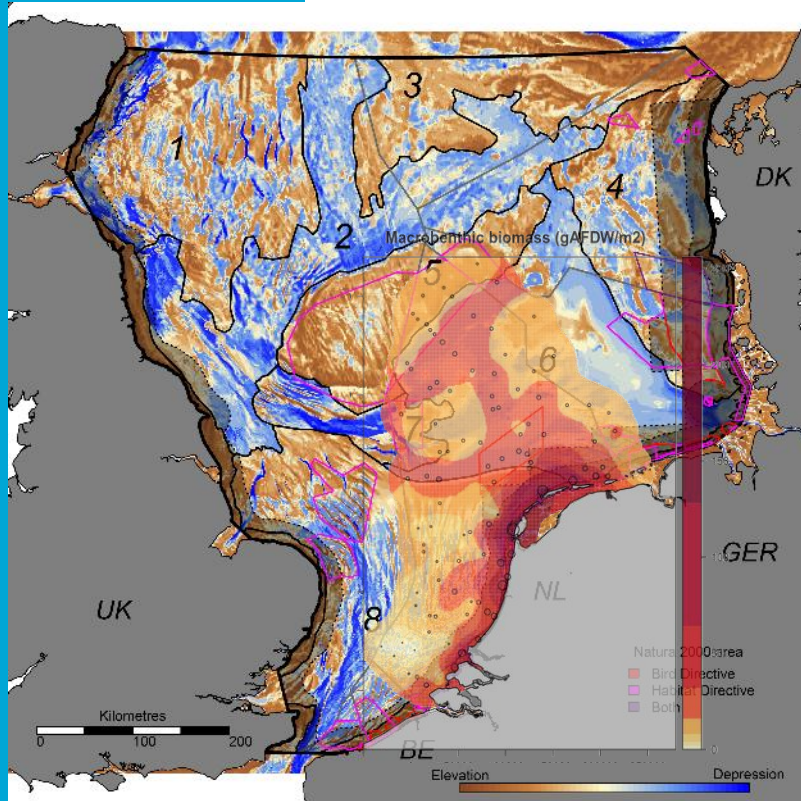 3
1
DK
4
2
Macrobenthic biomass (gAFDW/m2)
5
6
7
GER
NL
UK
8
Natura 2000 area
Bird Directive
Habitat Directive
Both
Kilometres
0 100 200
BE
Elevation Depression